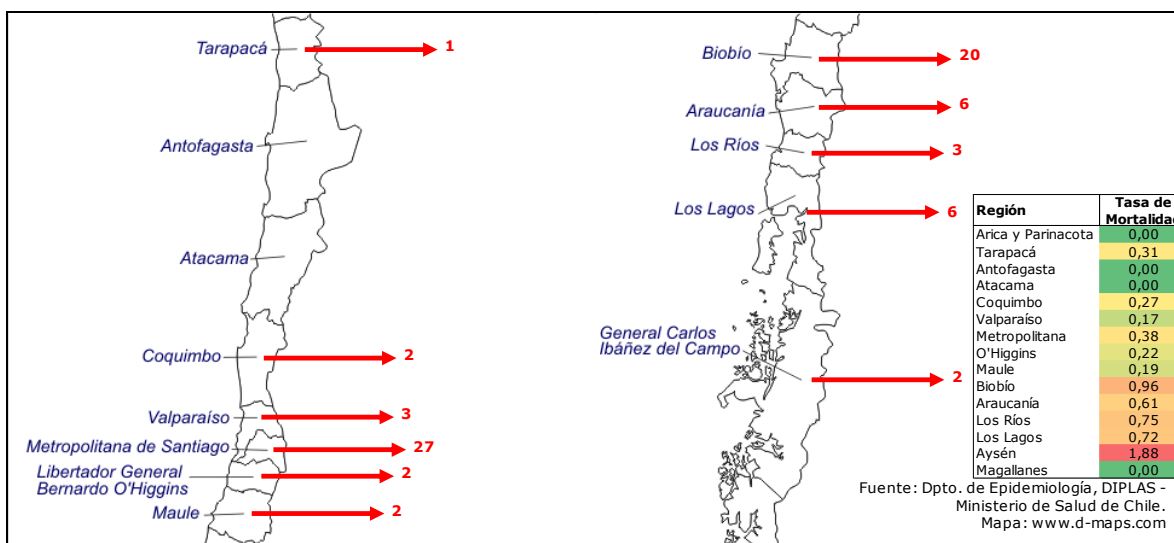 Tarapacá
1
Antofagasta
Atacama
Coquimbo
2
Valparaíso
3
Metropolitana de Santiago
27
Libertador General
Bernardo O'Higgins
2
Maule
2
Biobío
20
Araucanía
6
Los Ríos
3
Los Lagos
6
General Carlos
Ibáñez del Campo
2
Región Tasa de Mortalidad
Arica y Parinacota 0,00
Tarapacá 0,31
Antofagasta 0,00
Atacama 0,00
Coquimbo 0,27
Valparaíso 0,17
Metropolitana 0,38
O'Higgins 0,22
Maule 0,19
Biobío 0,96
Araucanía 0,61
Los Ríos 0,75
Los Lagos 0,72
Aysén 1,88
Magallanes 0,00
Fuente: Dpto. de Epidemiología, DIPLAS -
Ministerio de Salud de Chile.
Mapa: www.d-maps.com